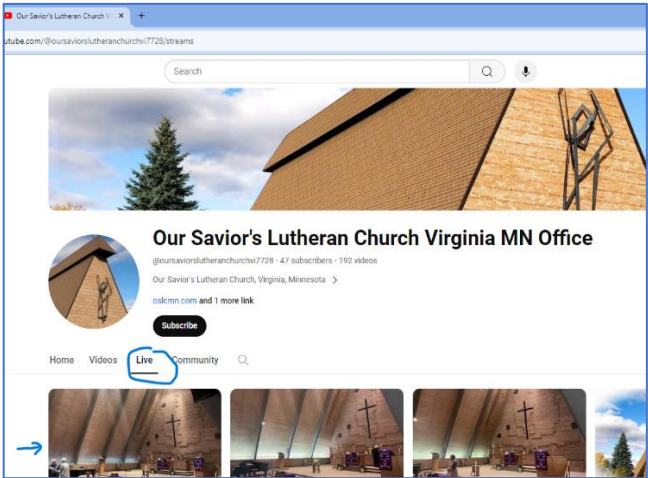 Our Savior's Lutheran Church Vi
utube.com/@oursaviorslutheranchurchvi7728/streams
Search
Our Savior's Lutheran Church Virginia MN Office
@oursaviorslutheranchurchvi7728 · 47 subscribers · 192 videos
Our Savior's Lutheran Church, Virginia, Minnesota
oslcmn.com and 1 more link
Subscribe
Home Videos Live Community